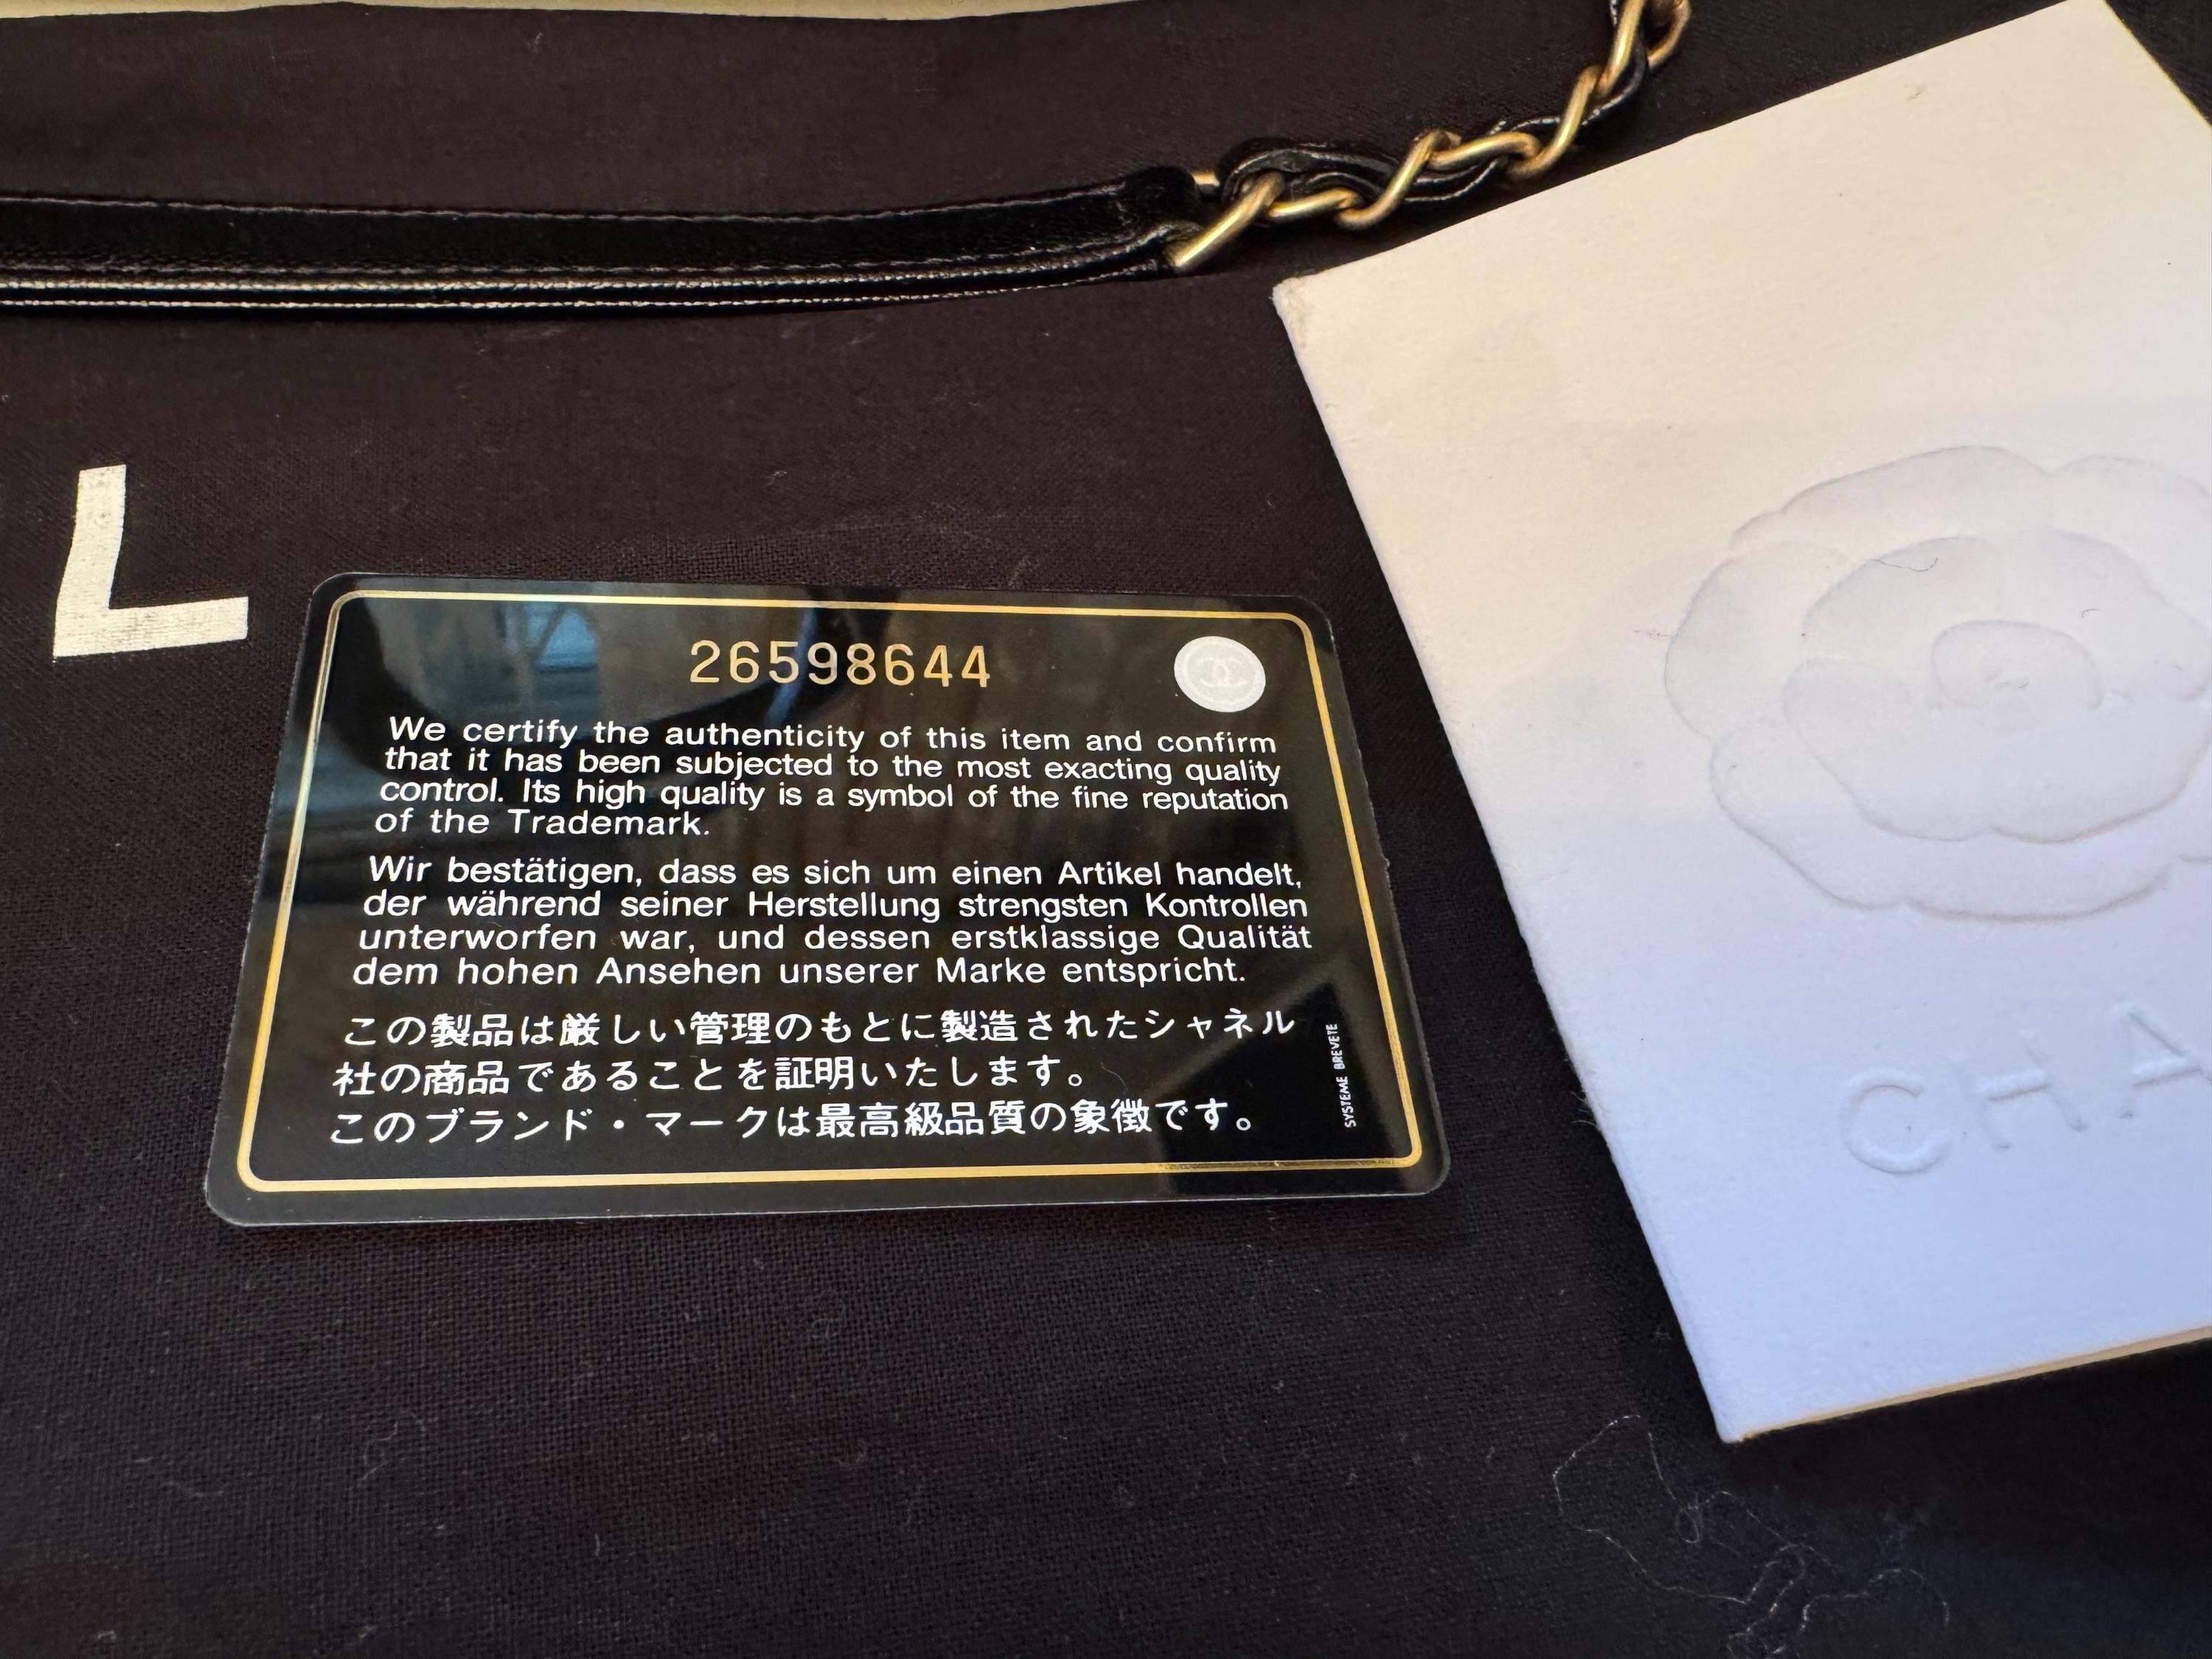 L
26598644
We certify the authenticity of this item and confirm
that it has been subjected to the most exacting quality
control. Its high quality is a symbol of the fine reputation
of the Trademark.
Wir bestätigen, dass es sich um einen Artikel handelt,
der während seiner Herstellung strengsten Kontrollen
unterworfen war, und dessen erstklassige Qualität
dem hohen Ansehen unserer Marke entspricht.
この製品は厳しい管理のもとに製造されたシャネル
社の商品であることを証明いたします。
このブランド・マークは最高級品質の象徴です。
SYSTEME BREVETE
CHA